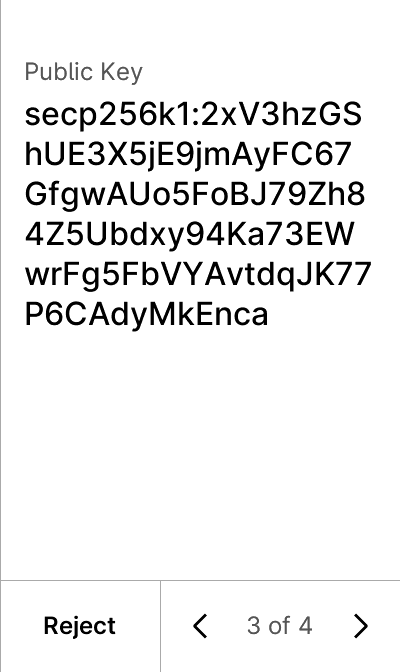 Public Key
secp256k1:2xV3hzGS
hUE3X5jE9jmAyFC67
GfgwAUo5FoBJ79Zh8
4Z5Ubdxy94Ka73EW
wrFg5FbVYAvtdqJK77
P6CAdyMkEnca
Reject
3 of 4